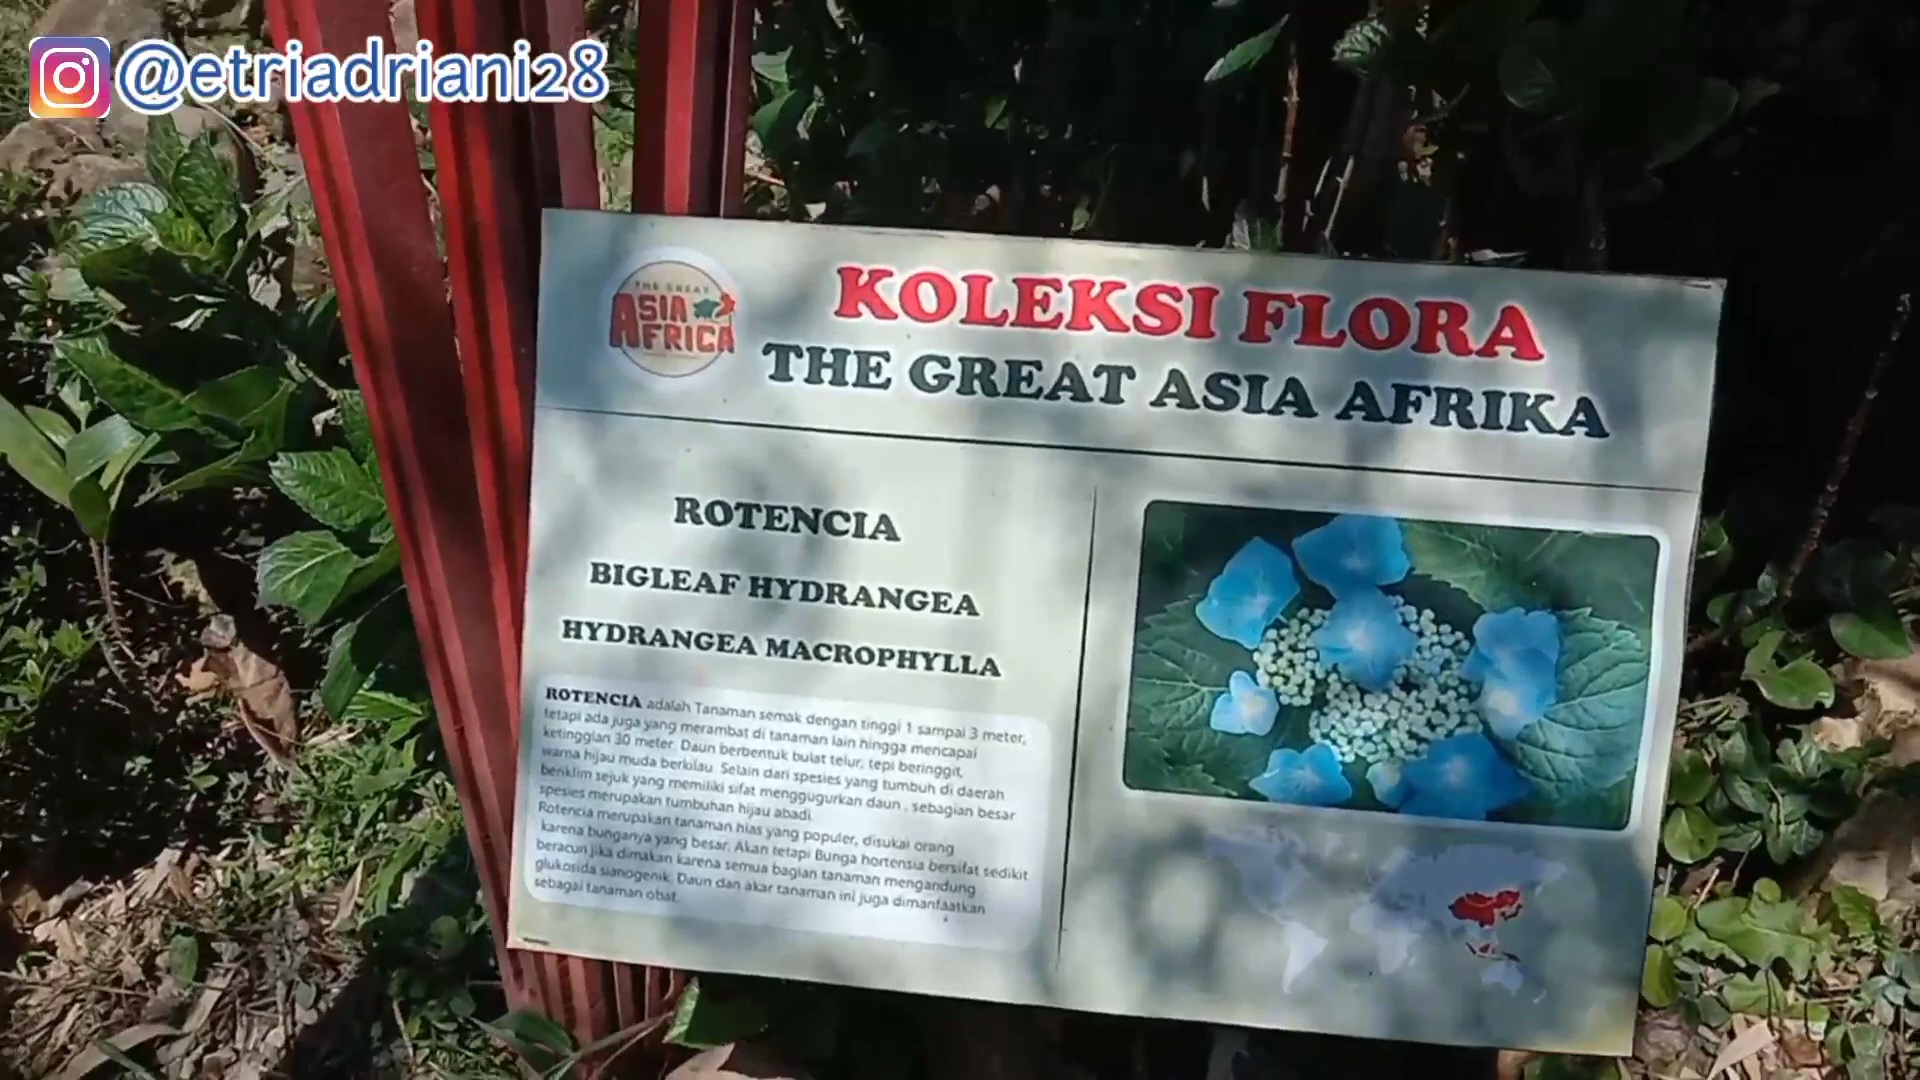 @etriadriani28
THE GREAT
ASIA
AFRICA
KOLEKSI FLORA
THE GREAT ASIA AFRIKA
ROTENCIA
BIGLEAF HYDRANGEA
HYDRANGEA MACROPHYLLA
ROTENCIA adalah Tanaman semak dengan tinggi 1 sampai 3 meter,
tetapi ada juga yang merambat di tanaman lain hingga mencapai
ketinggian 30 meter. Daun berbentuk bulat telur, tepi beringgit,
warna hijau muda berkilau. Selain dari spesies yang tumbuh di daerah
beriklim sejuk yang memiliki sifat menggugurkan daun , sebagian besar
spesies merupakan tumbuhan hijau abadi.
Rotencia merupakan tanaman hias yang populer, disukai orang
karena bunganya yang besar. Akan tetapi Bunga hortensia bersifat sedikit
beracun jika dimakan karena semua bagian tanaman mengandung
glukosida sianogenik. Daun dan akar tanaman ini juga dimanfaatkan
sebagai tanaman obat.